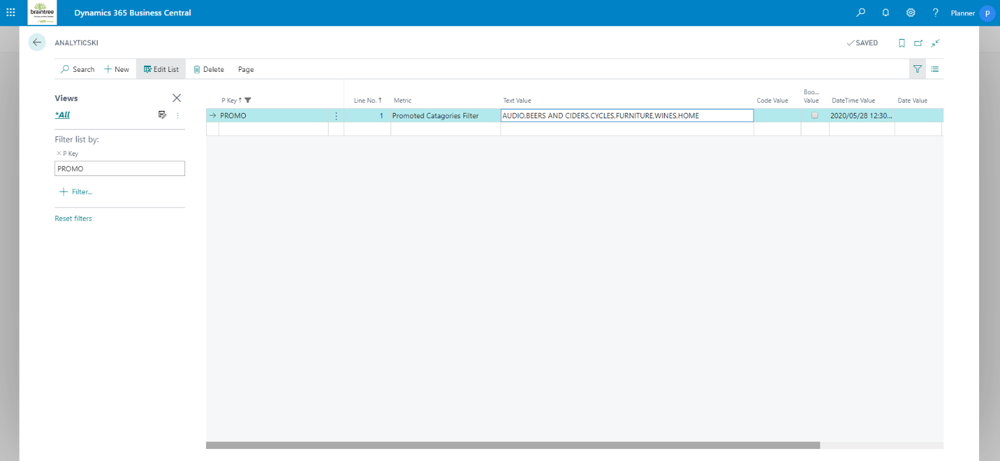 braintree
Dynamics 365 Business Central
? Planner P
ANALYTICSKI
SAVED
Search New Edit List Delete Page
Views
*All
Filter list by:
P Key
PROMO
Filter...
Reset filters
P Key Line No. Metric Text Value Code Value Boo... Value DateTime Value Date Value
PROMO 1 Promoted Catagories Filter AUDIO,BEERS AND CIDERS,CYCLES,FURNITURE,WINES,HOME 2020/05/28 12:30...